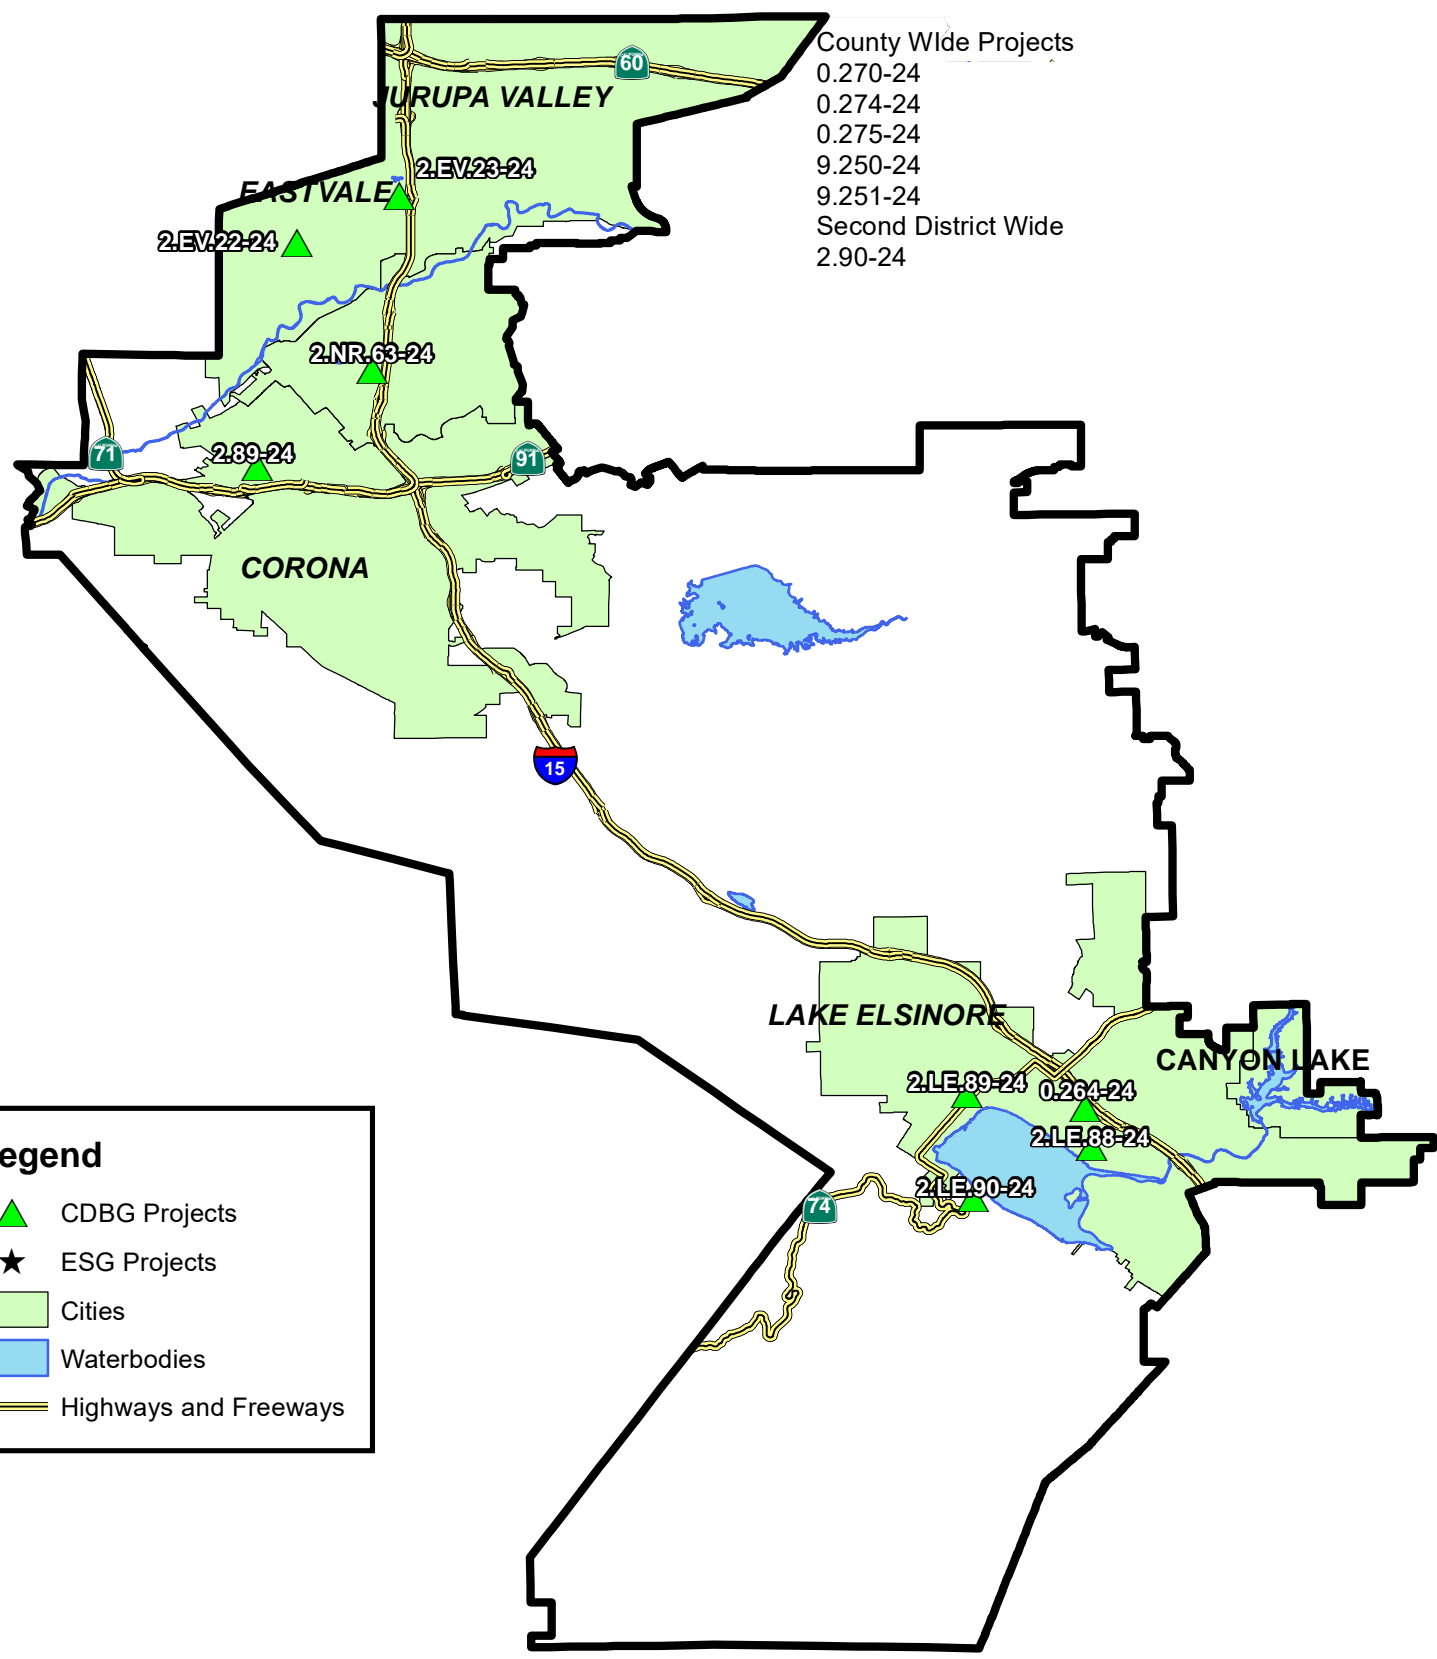 County WIde Projects
0.270-24
0.274-24
0.275-24
9.250-24
9.251-24
Second District Wide
2.90-24
60
JURUPA VALLEY
2.EV.23-24
EASTVALE
2.EV.22-24
2.NR.63-24
71
2.89-24
91
CORONA
15
LAKE ELSINORE
CANYON LAKE
2.LE.89-24
0.264-24
2.LE.88-24
2.LE.90-24
74
egend
CDBG Projects
ESG Projects
Cities
Waterbodies
Highways and Freeways